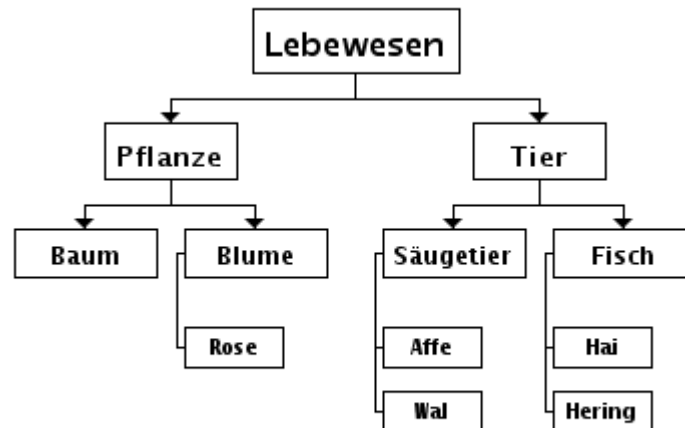 Lebewesen
Pflanze
Tier
Baum
Blume
Säugetier
Fisch
Rose
Affe
Hai
Wal
Hering